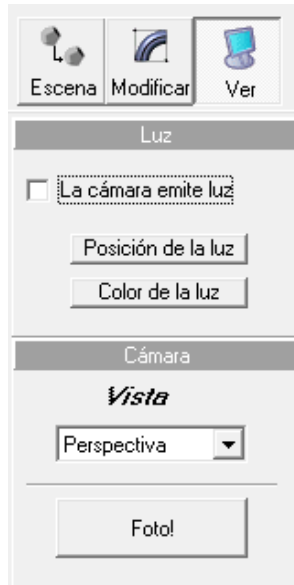 Escena Modificar Ver
Luz
La cámara emite luz
Posición de la luz
Color de la luz
Cámara
Vista
Perspectiva
Foto!